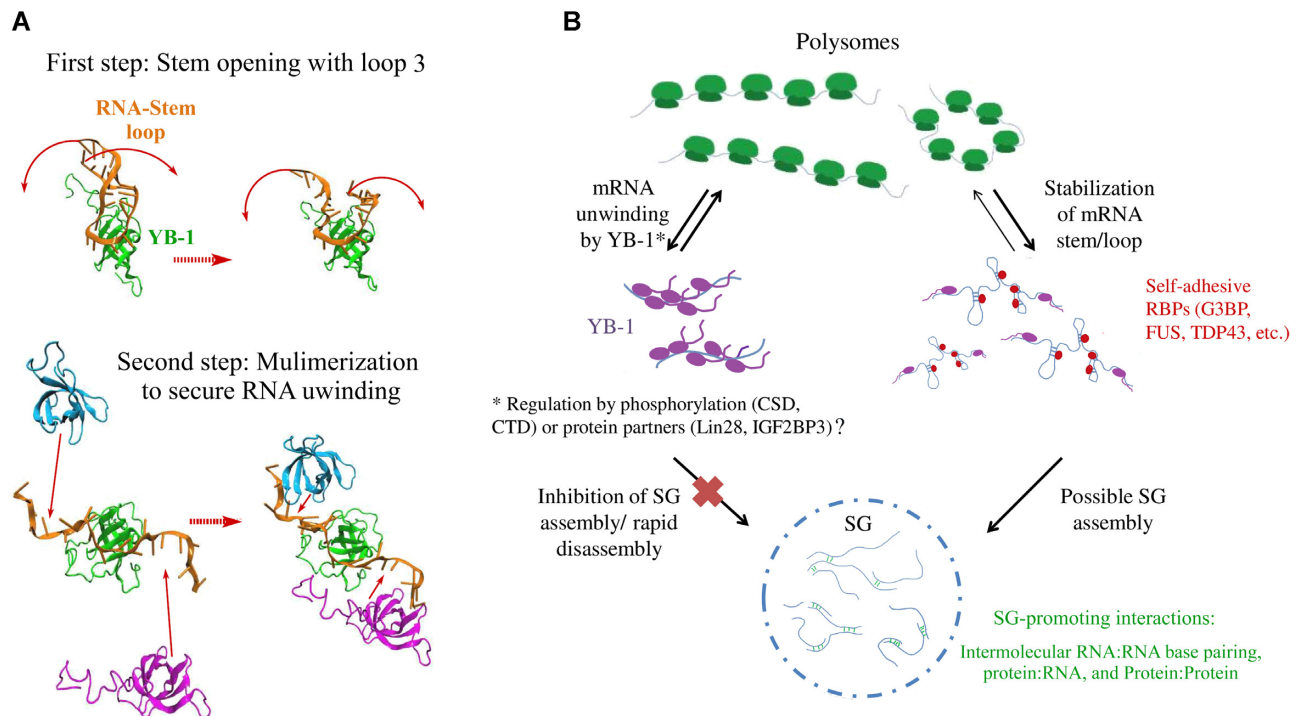 A
First step: Stem opening with loop 3
RNA-Stem
loop
YB-1
Second step: Mulimerization
to secure RNA uwinding
B
Polysomes
mRNA
unwinding
by YB-1*
Stabilization
of mRNA
stem/loop
YB-1
Self-adhesive
RBPs (G3BP,
FUS, TDP43, etc.)
* Regulation by phosphorylation (CSD,
CTD) or protein partners (Lin28, IGF2BP3) ?
Inhibition of SG
assembly/ rapid
disassembly
SG
Possible SG
assembly
SG-promoting interactions:
Intermolecular RNA:RNA base pairing,
protein:RNA, and Protein:Protein